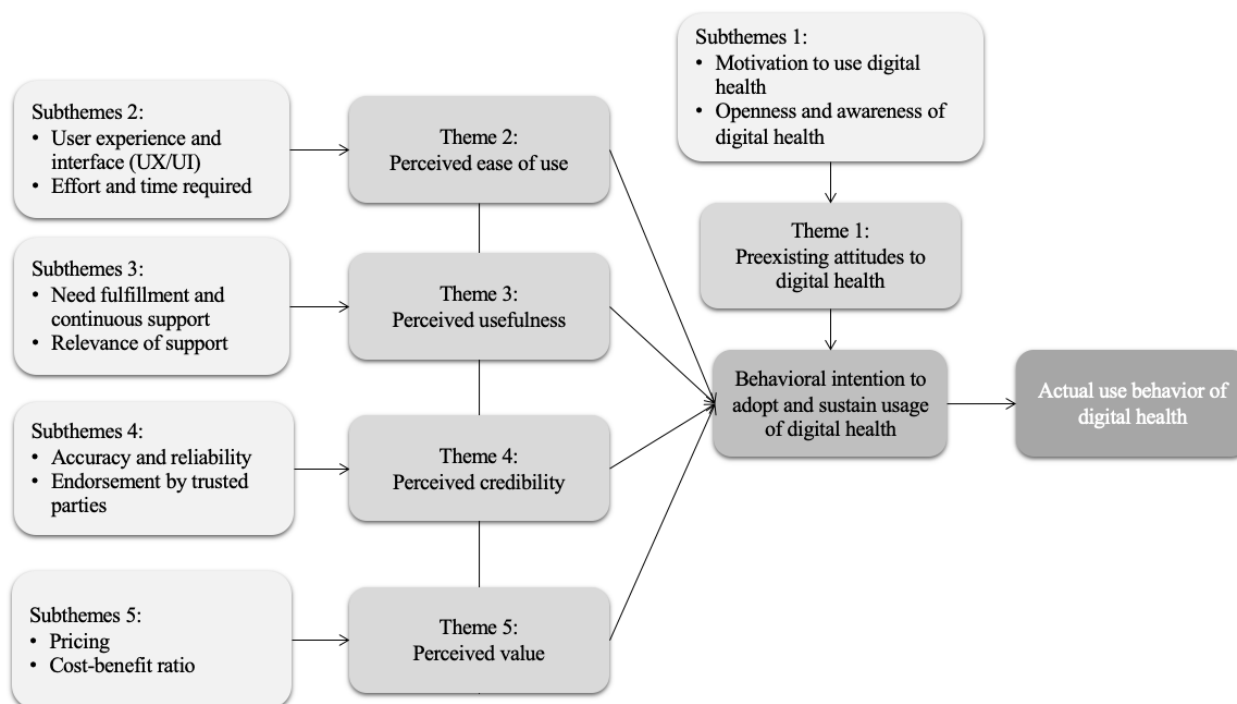 Subthemes 1:
• Motivation to use digital
health
• Openness and awareness of
digital health
Subthemes 2:
• User experience and
interface (UX/UI)
• Effort and time required
Theme 2:
Perceived ease of use
Theme 1:
Preexisting attitudes to
digital health
Subthemes 3:
• Need fulfillment and
continuous support
• Relevance of support
Theme 3:
Perceived usefulness
Behavioral intention to
adopt and sustain usage
of digital health
Actual use behavior of
digital health
Subthemes 4:
• Accuracy and reliability
• Endorsement by trusted
parties
Theme 4:
Perceived credibility
Subthemes 5:
• Pricing
• Cost-benefit ratio
Theme 5:
Perceived value